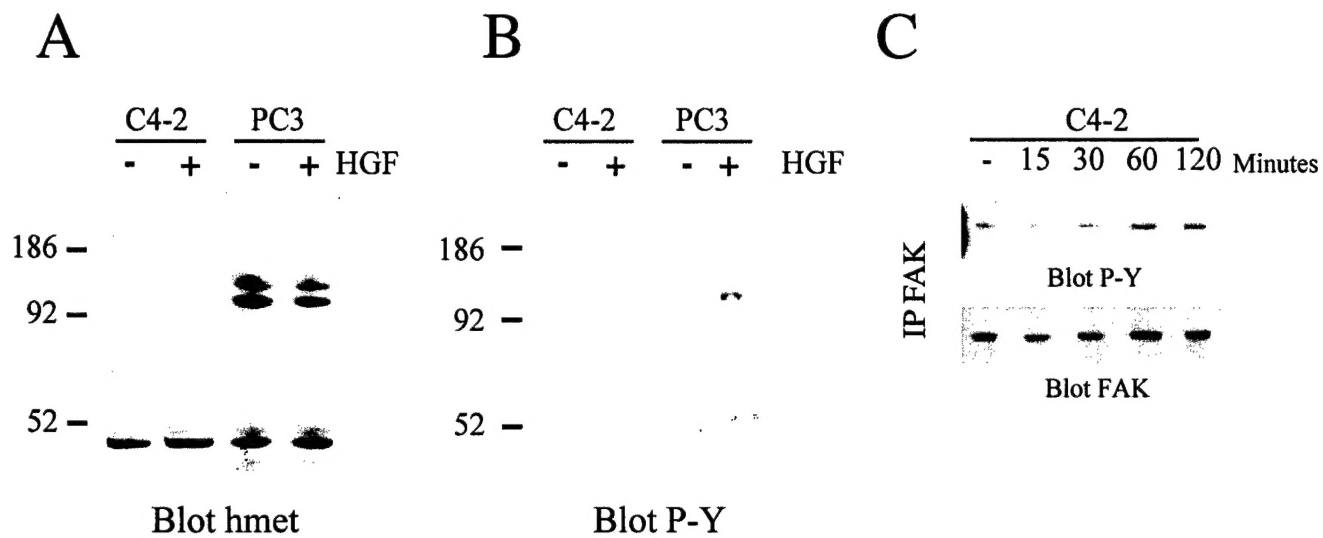 A
C4-2 PC3
- + - + HGF
186
92
52
Blot hmet
B
C4-2 PC3
- + - + HGF
186
92
52
Blot P-Y
C
C4-2
- 15 30 60 120 Minutes
IP FAK
Blot P-Y
Blot FAK